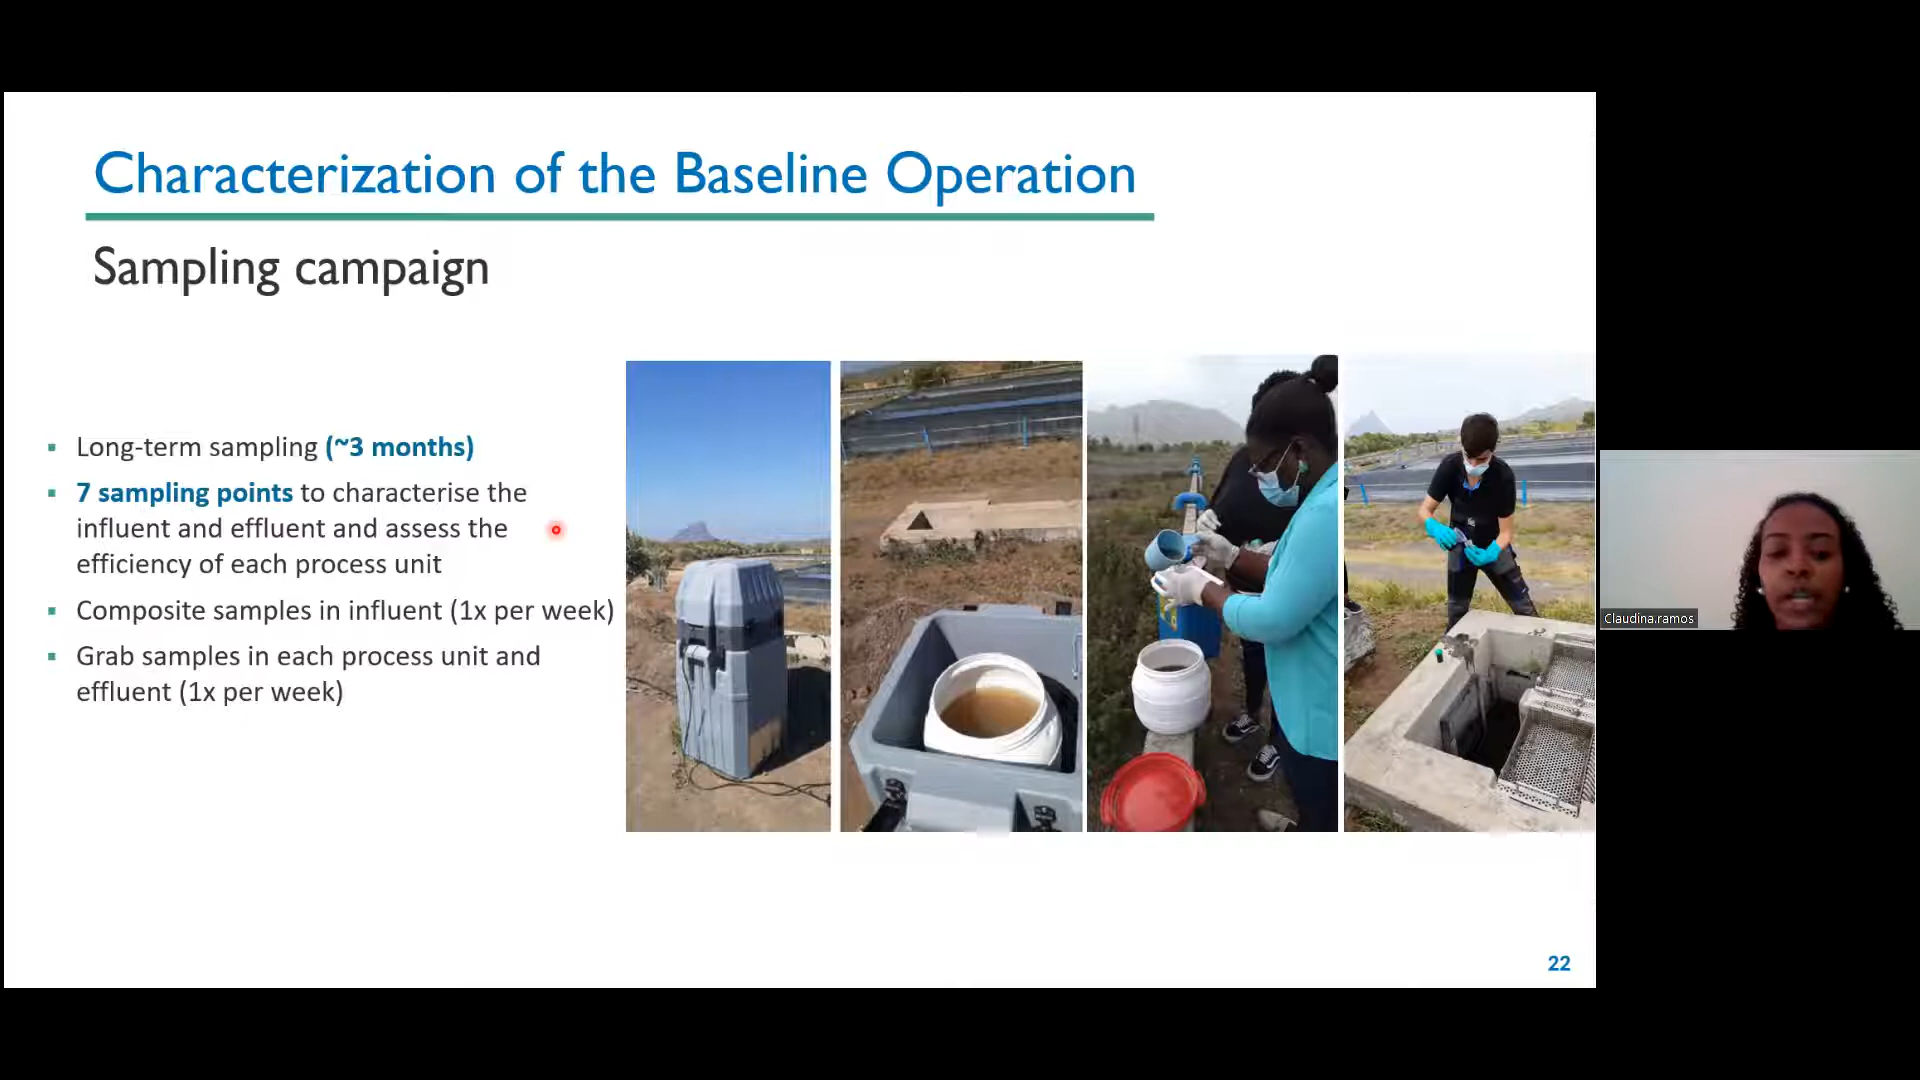 Characterization of the Baseline Operation
Sampling campaign
Long-term sampling (~3 months)
7 sampling points to characterise the
influent and effluent and assess the
efficiency of each process unit
Composite samples in influent (1x per week)
Grab samples in each process unit and
effluent (1x per week)
22
Claudina.ramos